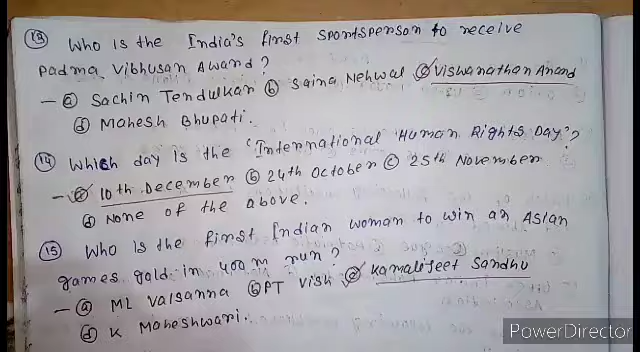 (13) Who is the India's first sportsperson to receive
Padma Vibhusan Award?
- (a) Sachin Tendulkar (b) Saina Nehwal (c) Viswanathan Anand
(d) Mahesh Bhupati.
(14) Which day is the 'International Human Rights Day'?
- (a) 10th December (b) 24th October (c) 25th November
(d) None of the above.
(15) Who is the first Indian woman to win an Asian
games gold in 400 m run?
- (a) ML Valsanna (b) PT Vish (c) Kamaljeet Sandhu
(d) K Maheshwari.
PowerDirector